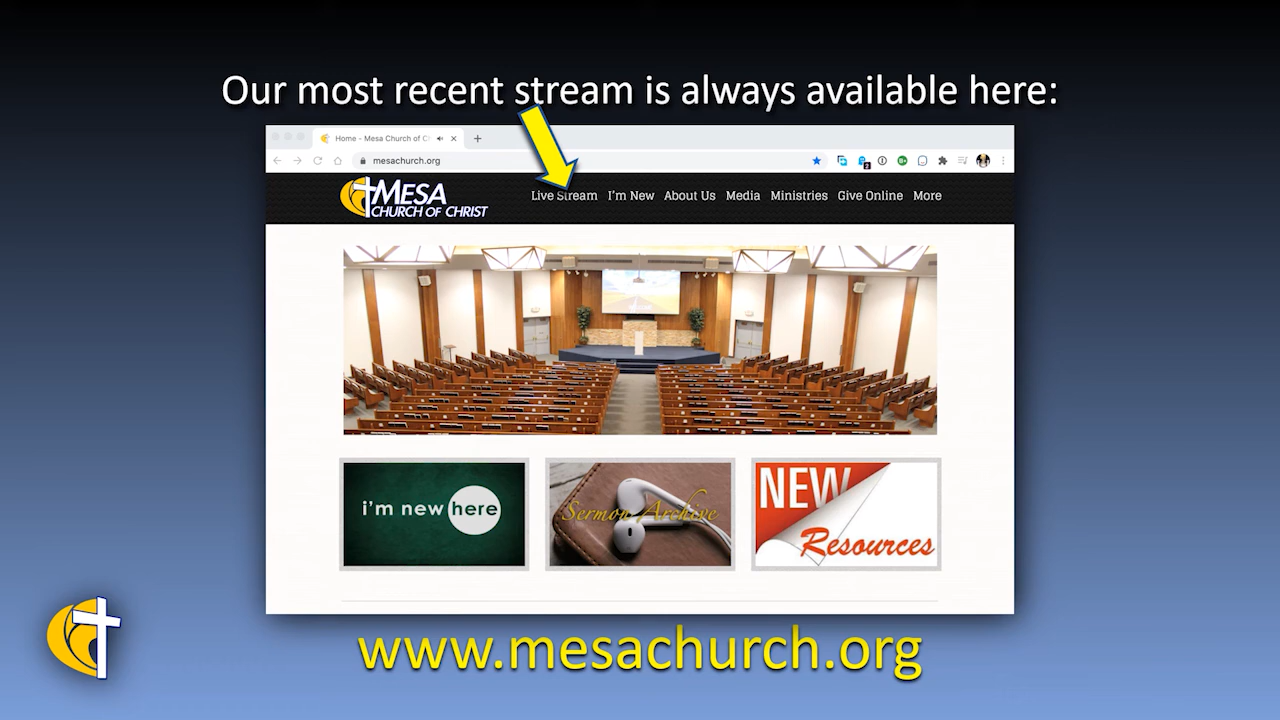 Our most recent stream is always available here:
Home - Mesa Church of Ch
mesachurch.org
MESA
CHURCH OF CHRIST
Live Stream I'm New About Us Media Ministries Give Online More
i'm new here
Sermon Archive
NEW
Resources
www.mesachurch.org